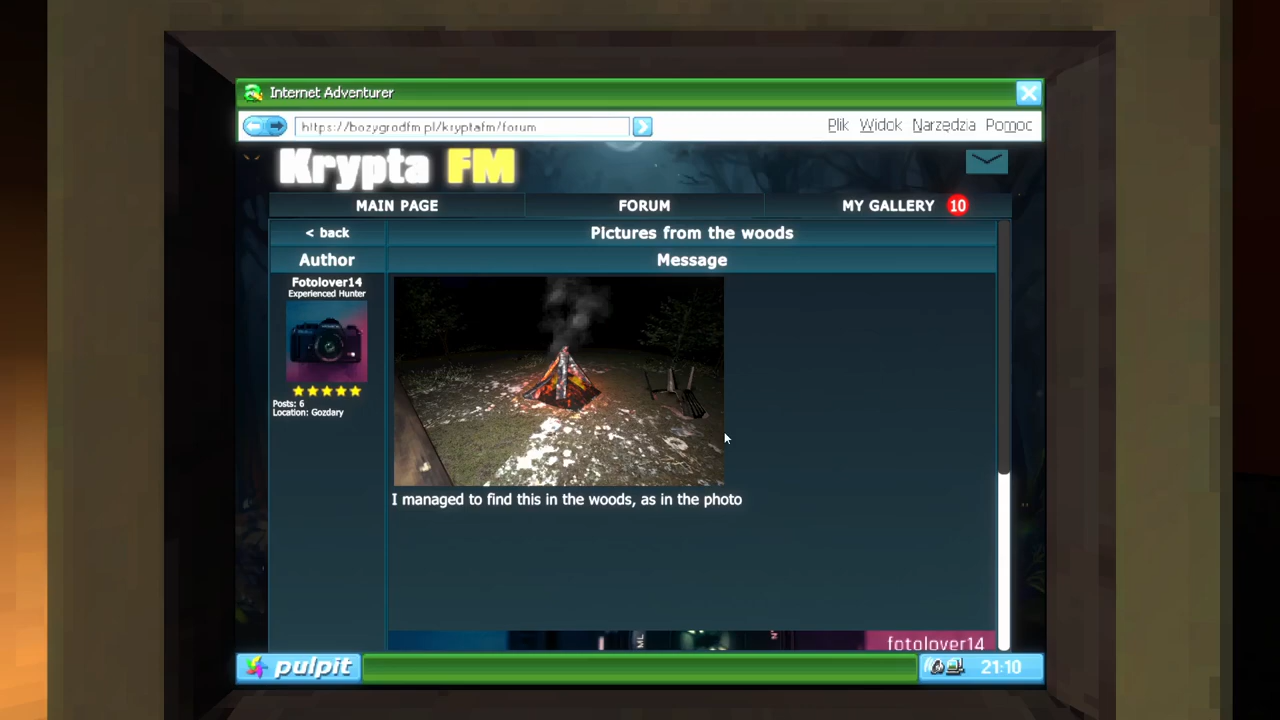 Internet Adventurer
https://bozygrodfm.pl/kryptafm/forum
Plik Widok Narzędzia Pomoc
Krypta FM
MAIN PAGE FORUM MY GALLERY 10
< back Pictures from the woods
Author Message
Fotolover14
Experienced Hunter
Posts: 6
Location: Gozdary
I managed to find this in the woods, as in the photo
ML
fotolover14
pulpit 21:10